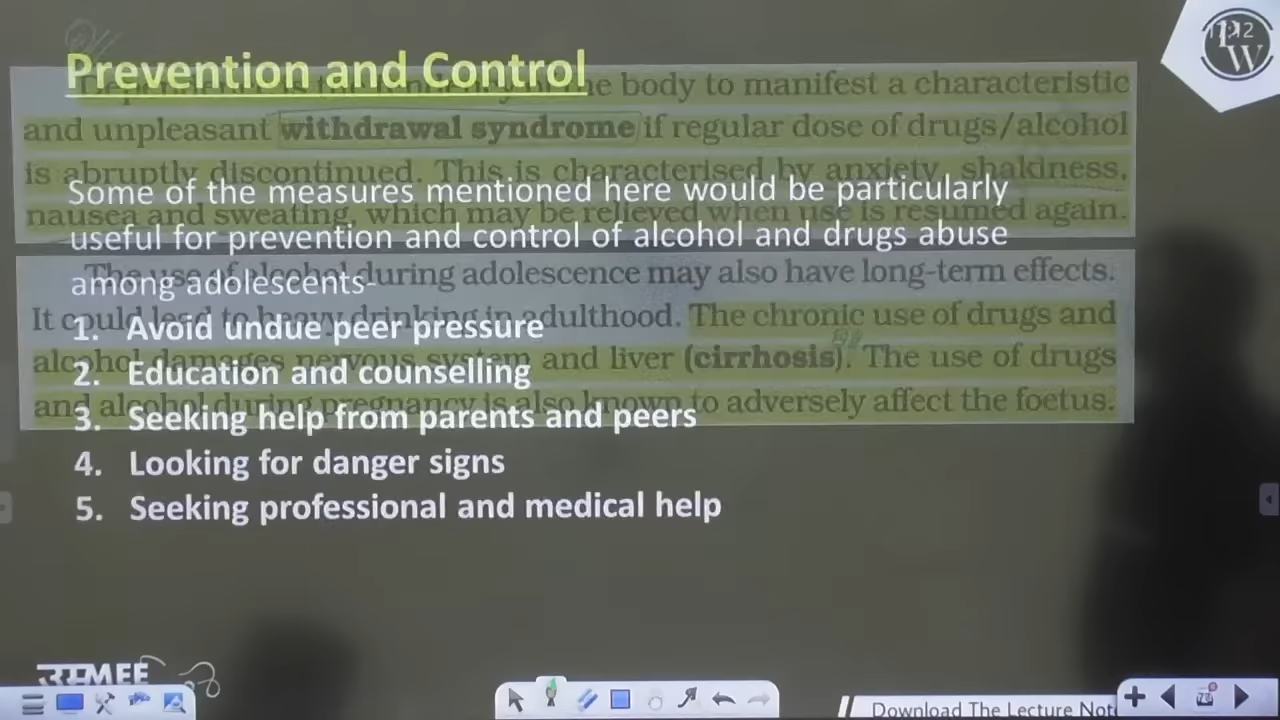 Prevention and Control
the body to manifest a characteristic
and unpleasant withdrawal syndrome if regular dose of drugs/alcohol
is abruptly discontinued. This is characterised by anxiety, shakiness,
Some of the measures mentioned here would be particularly
nausea and sweating, which may be relieved when use is resumed again.
useful for prevention and control of alcohol and drugs abuse
The use of alcohol during adolescence may also have long-term effects.
among adolescents-
It could lead to heavy drinking in adulthood. The chronic use of drugs and
1. Avoid undue peer pressure
alcohol damages nervous system and liver (cirrhosis). The use of drugs
2. Education and counselling
and alcohol during pregnancy is also known to adversely affect the foetus.
3. Seeking help from parents and peers
4. Looking for danger signs
5. Seeking professional and medical help
PW
Download The Lecture